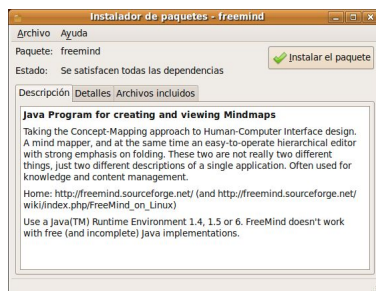 Instalador de paquetes - freemind
Archivo Ayuda
Paquete: freemind
Instalar el paquete
Estado: Se satisfacen todas las dependencias
Descripción Detalles Archivos incluidos
Java Program for creating and viewing Mindmaps
Taking the Concept-Mapping approach to Human-Computer Interface design.
A mind mapper, and at the same time an easy-to-operate hierarchical editor
with strong emphasis on folding. These two are not really two different
things, just two different descriptions of a single application. Often used for
knowledge and content management.
Home: http://freemind.sourceforge.net/ (and http://freemind.sourceforge.net/
wiki/index.php/FreeMind_on_Linux)
Use a Java(TM) Runtime Environment 1.4, 1.5 or 6. FreeMind doesn't work
with free (and incomplete) Java implementations.